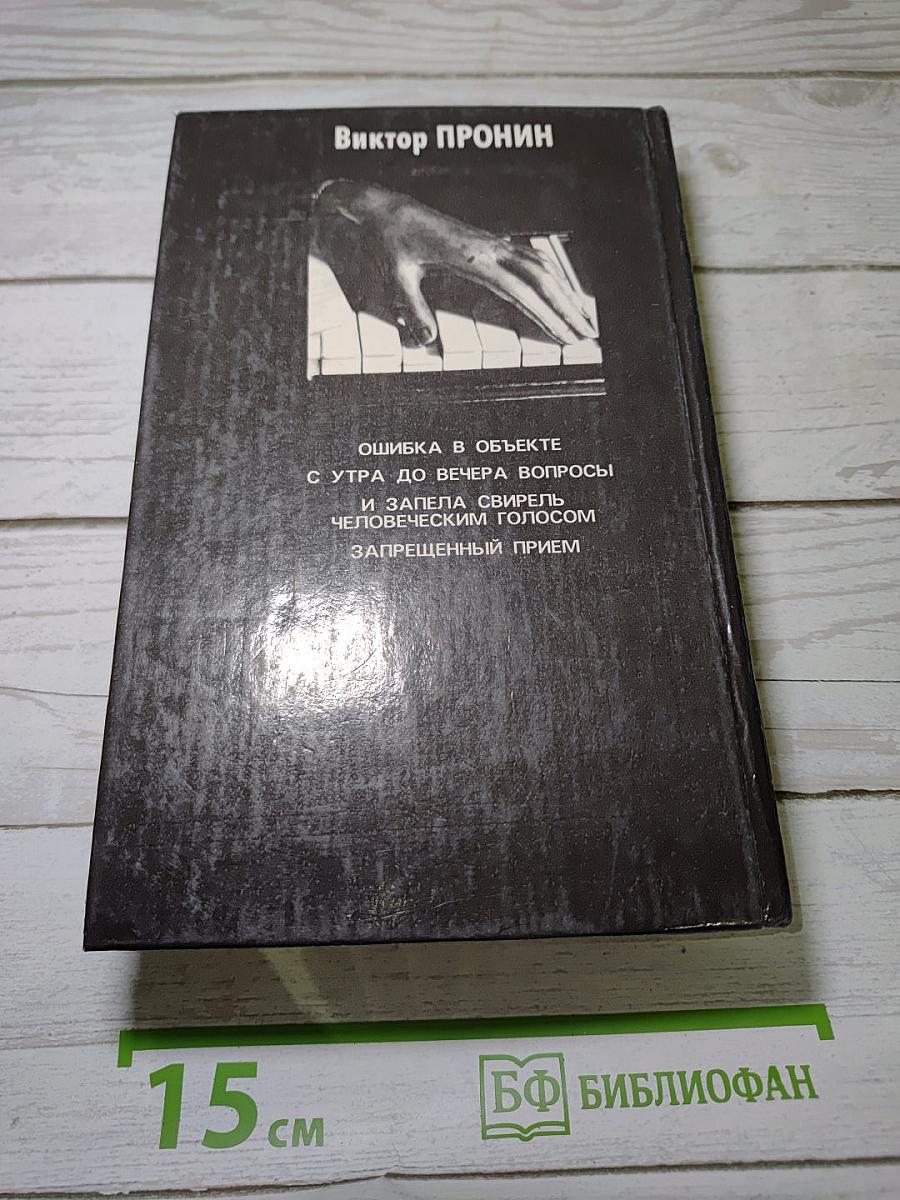 Виктор ПРОНИН
ОШИБКА В ОБЪЕКТЕ
С УТРА ДО ВЕЧЕРА ВОПРОСЫ
И ЗАПЕЛА СВИРЕЛЬ
ЧЕЛОВЕЧЕСКИМ ГОЛОСОМ
ЗАПРЕЩЕННЫЙ ПРИЕМ
15 см
БФ БИБЛИОФАН